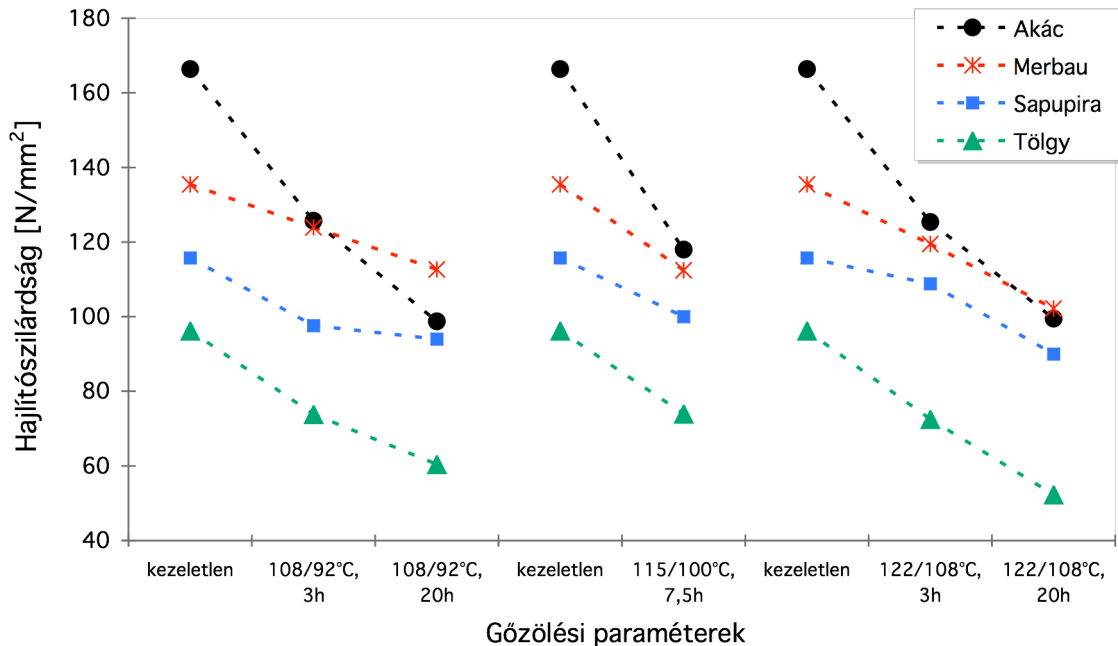 180
160
140
120
100
80
60
40
Hajlítószilárdság [N/mm²]
Akác
Merbau
Sapupira
Tölgy
kezeletlen
108/92°C,
3h
108/92°C,
20h
kezeletlen
115/100°C,
7,5h
kezeletlen
122/108°C,
3h
122/108°C,
20h
Gőzölési paraméterek